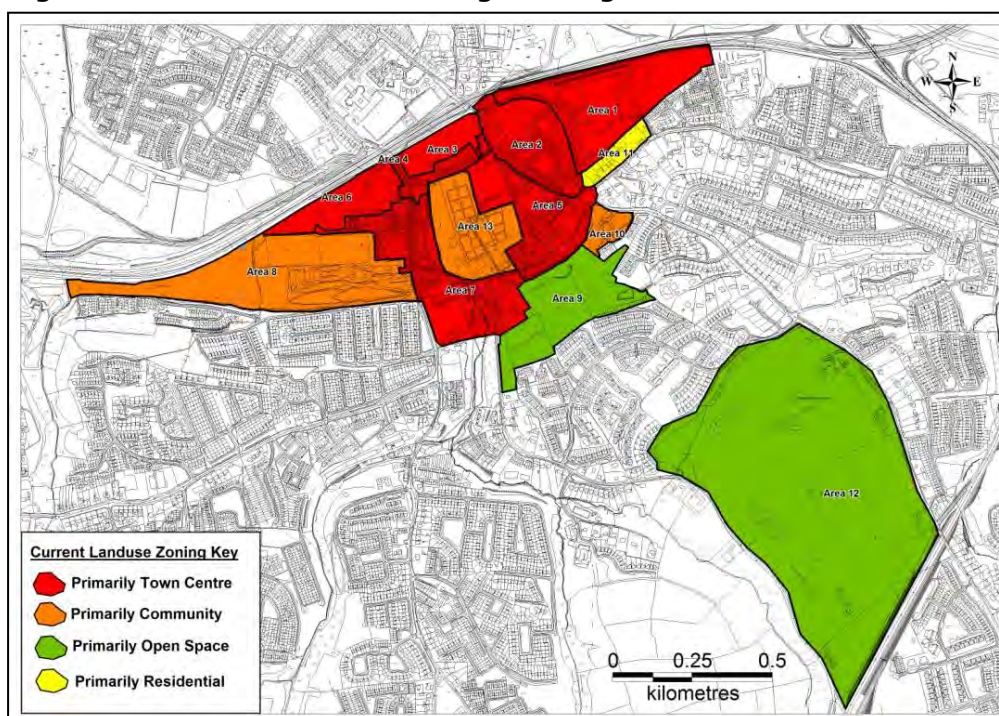 N
W E
S
Area 1
Area 2
Area 3
Area 4
Area 11
Area 6
Area 5
Area 13
Area 10
Area 8
Area 7
Area 9
Area 12
Current Landuse Zoning Key
Primarily Town Centre
Primarily Community
Primarily Open Space
Primarily Residential
0 0.25 0.5
kilometres